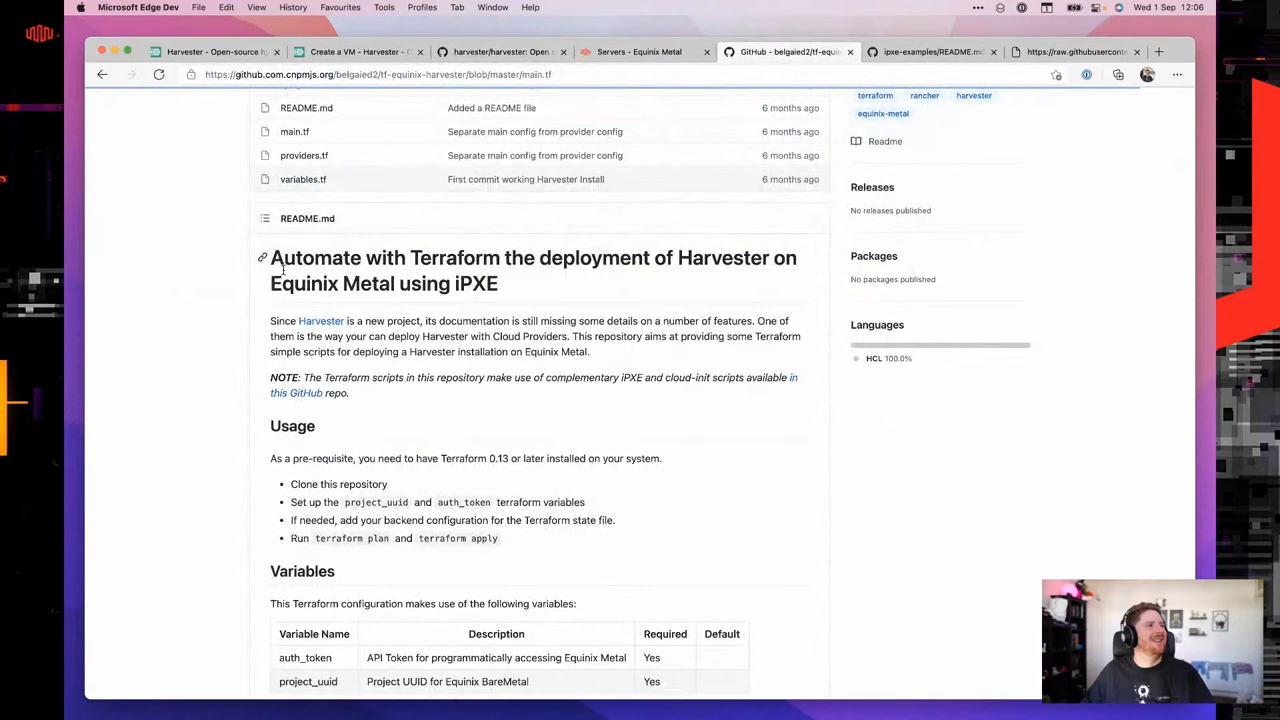 Microsoft Edge Dev File Edit View History Favourites Tools Profiles Tab Window Help Wed 1 Sep 12:06
Harvester - Open-source h
Create a VM - Harvester -
harvester/harvester: Open s
Servers - Equinix Metal
GitHub - belgaied2/tf-equin
ipxe-examples/README.md
https://raw.githubuserconte
https://github.com.cnpmjs.org/belgaied2/tf-equinix-harvester/blob/master/main.tf
README.md Added a README file 6 months ago
main.tf Separate main config from provider config 6 months ago
providers.tf Separate main config from provider config 6 months ago
variables.tf First commit working Harvester Install 6 months ago
terraform rancher harvester
equinix-metal
Readme
Releases
No releases published
Packages
No packages published
Languages
HCL 100.0%
README.md
Automate with Terraform the deployment of Harvester on
Equinix Metal using iPXE
Since Harvester is a new project, its documentation is still missing some details on a number of features. One of
them is the way your can deploy Harvester with Cloud Providers. This repository aims at providing some Terraform
simple scripts for deploying a Harvester installation on Equinix Metal.
NOTE: The Terraform scripts in this repository make use of complementary iPXE and cloud-init scripts available in
this GitHub repo.
Usage
As a pre-requisite, you need to have Terraform 0.13 or later installed on your system.
• Clone this repository
• Set up the project_uuid and auth_token terraform variables
• If needed, add your backend configuration for the Terraform state file.
• Run terraform plan and terraform apply
Variables
This Terraform configuration makes use of the following variables:
Variable Name Description Required Default
auth_token API Token for programmatically accessing Equinix Metal Yes
project_uuid Project UUID for Equinix BareMetal Yes